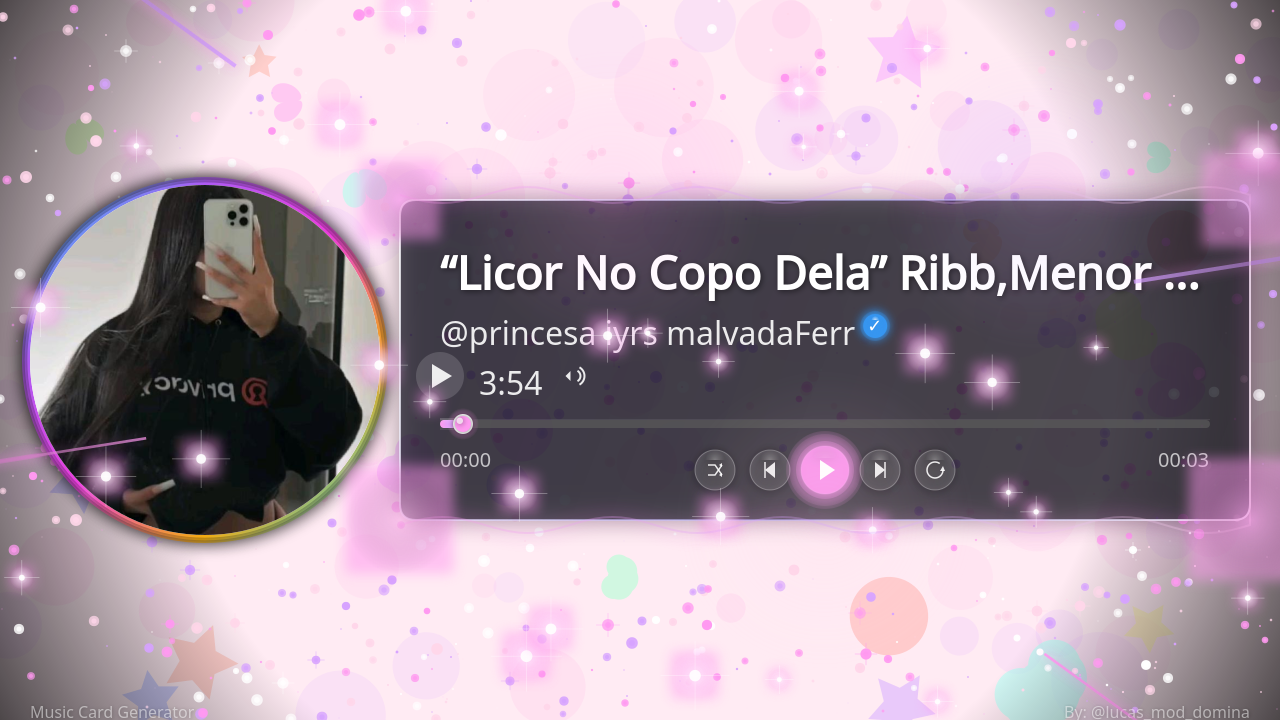 “Licor No Copo Dela” Ribb,Menor ...
@princesa iyrs malvadaFerr
3:54
00:00
00:03
privacy
Music Card Generator
By: @lucas_mod_domina